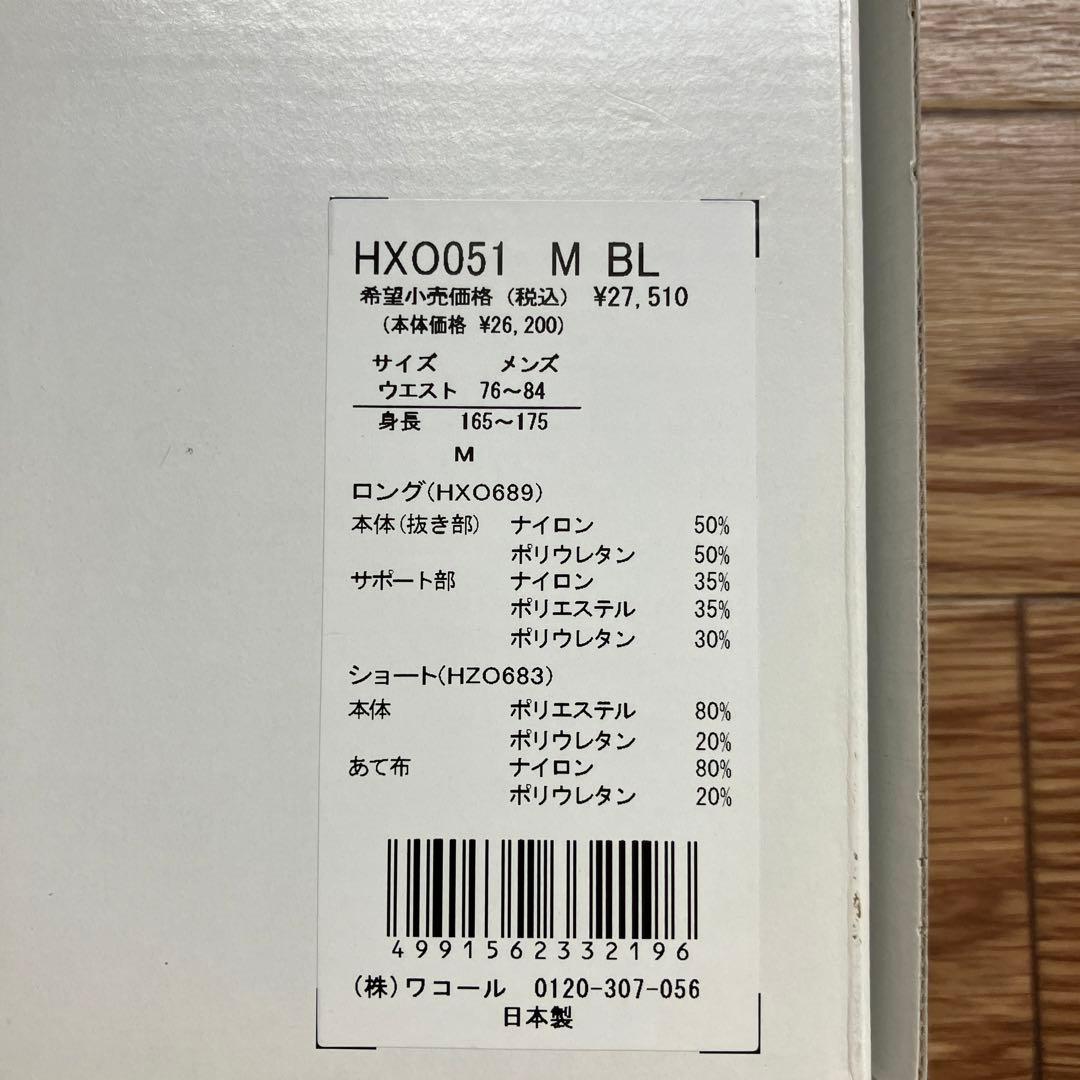 HXO051 M BL
希望小売価格 (税込) ¥27,510
(本体価格 ¥26,200)
サイズ メンズ
ウエスト 76〜84
身長 165〜175
M
ロング(HXO689)
本体(抜き部) ナイロン 50%
ポリウレタン 50%
サポート部 ナイロン 35%
ポリエステル 35%
ポリウレタン 30%
ショート(HZO683)
本体 ポリエステル 80%
ポリウレタン 20%
あて布 ナイロン 80%
ポリウレタン 20%
4991562332196
(株)ワコール 0120-307-056
日本製